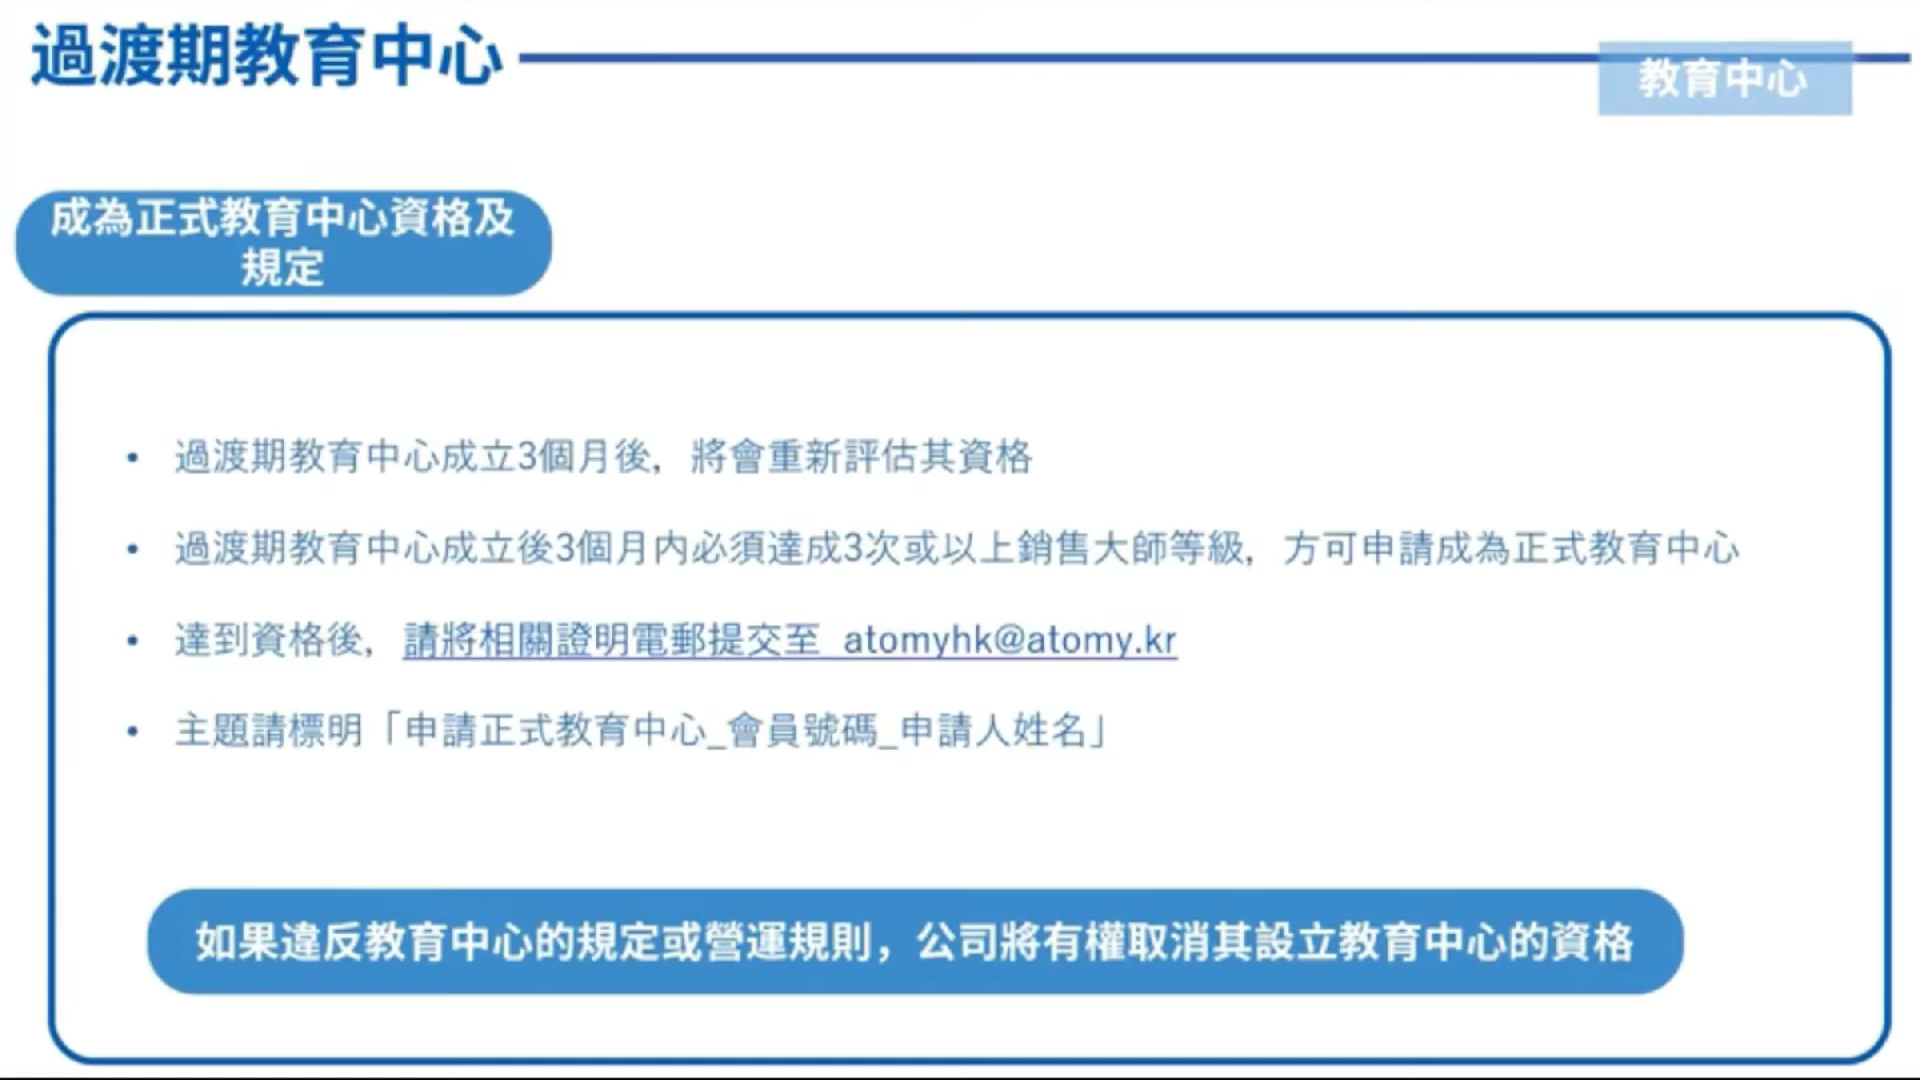 過渡期教育中心
教育中心
成為正式教育中心資格及
規定
• 過渡期教育中心成立3個月後，將會重新評估其資格
• 過渡期教育中心成立後3個月內必須達成3次或以上銷售大師等級，方可申請成為正式教育中心
• 達到資格後，請將相關證明電郵提交至 atomyhk@atomy.kr
• 主題請標明「申請正式教育中心_會員號碼_申請人姓名」
如果違反教育中心的規定或營運規則，公司將有權取消其設立教育中心的資格